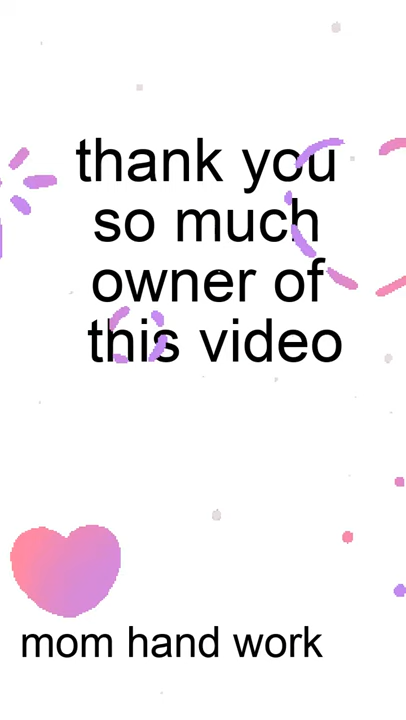 thank you
so much
owner of
this video
mom hand work